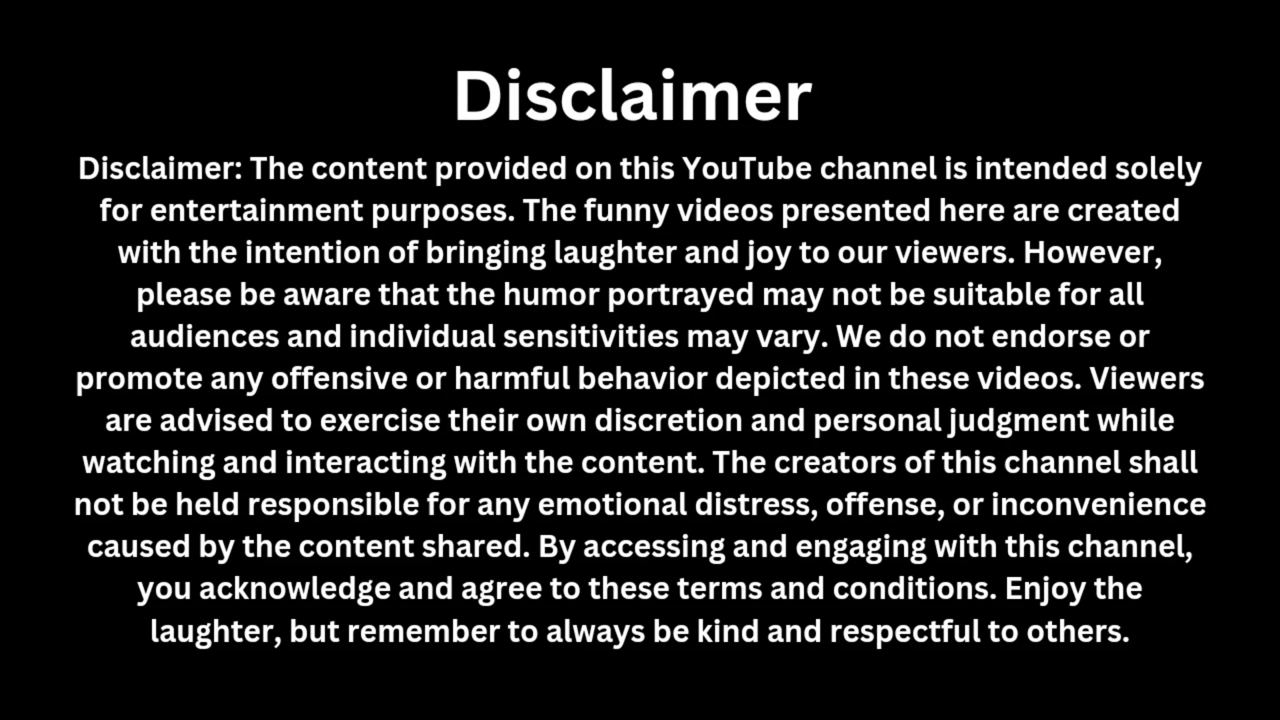 Disclaimer
Disclaimer: The content provided on this YouTube channel is intended solely
for entertainment purposes. The funny videos presented here are created
with the intention of bringing laughter and joy to our viewers. However,
please be aware that the humor portrayed may not be suitable for all
audiences and individual sensitivities may vary. We do not endorse or
promote any offensive or harmful behavior depicted in these videos. Viewers
are advised to exercise their own discretion and personal judgment while
watching and interacting with the content. The creators of this channel shall
not be held responsible for any emotional distress, offense, or inconvenience
caused by the content shared. By accessing and engaging with this channel,
you acknowledge and agree to these terms and conditions. Enjoy the
laughter, but remember to always be kind and respectful to others.